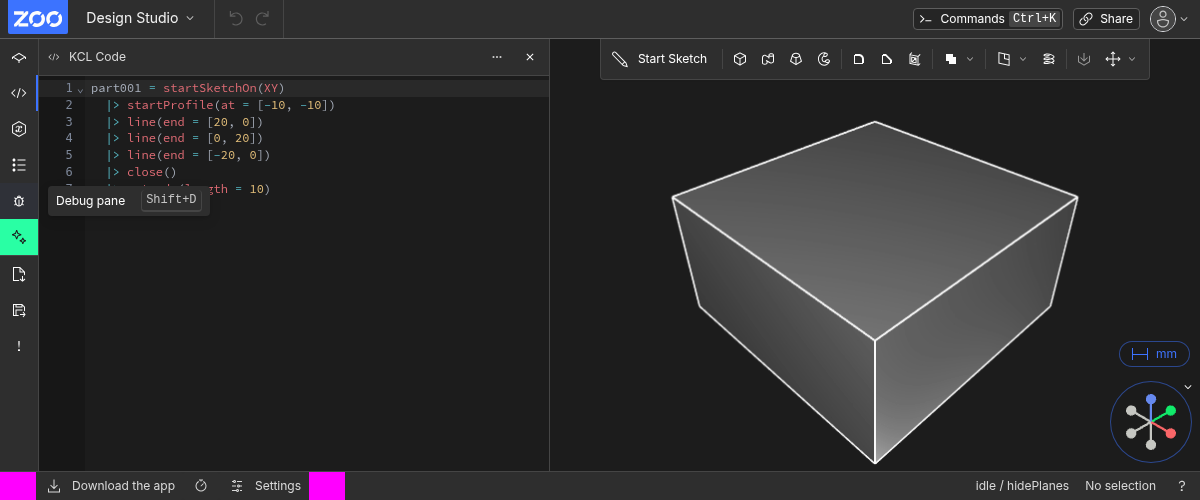 ZOO Design Studio Commands Ctrl+K Share
KCL Code
Start Sketch
1 part001 = startSketchOn(XY)
2 |> startProfile(at = [-10, -10])
3 |> line(end = [20, 0])
4 |> line(end = [0, 20])
5 |> line(end = [-20, 0])
6 |> close()
gth = 10)
Debug pane Shift+D
mm
Download the app Settings idle / hidePlanes No selection ?